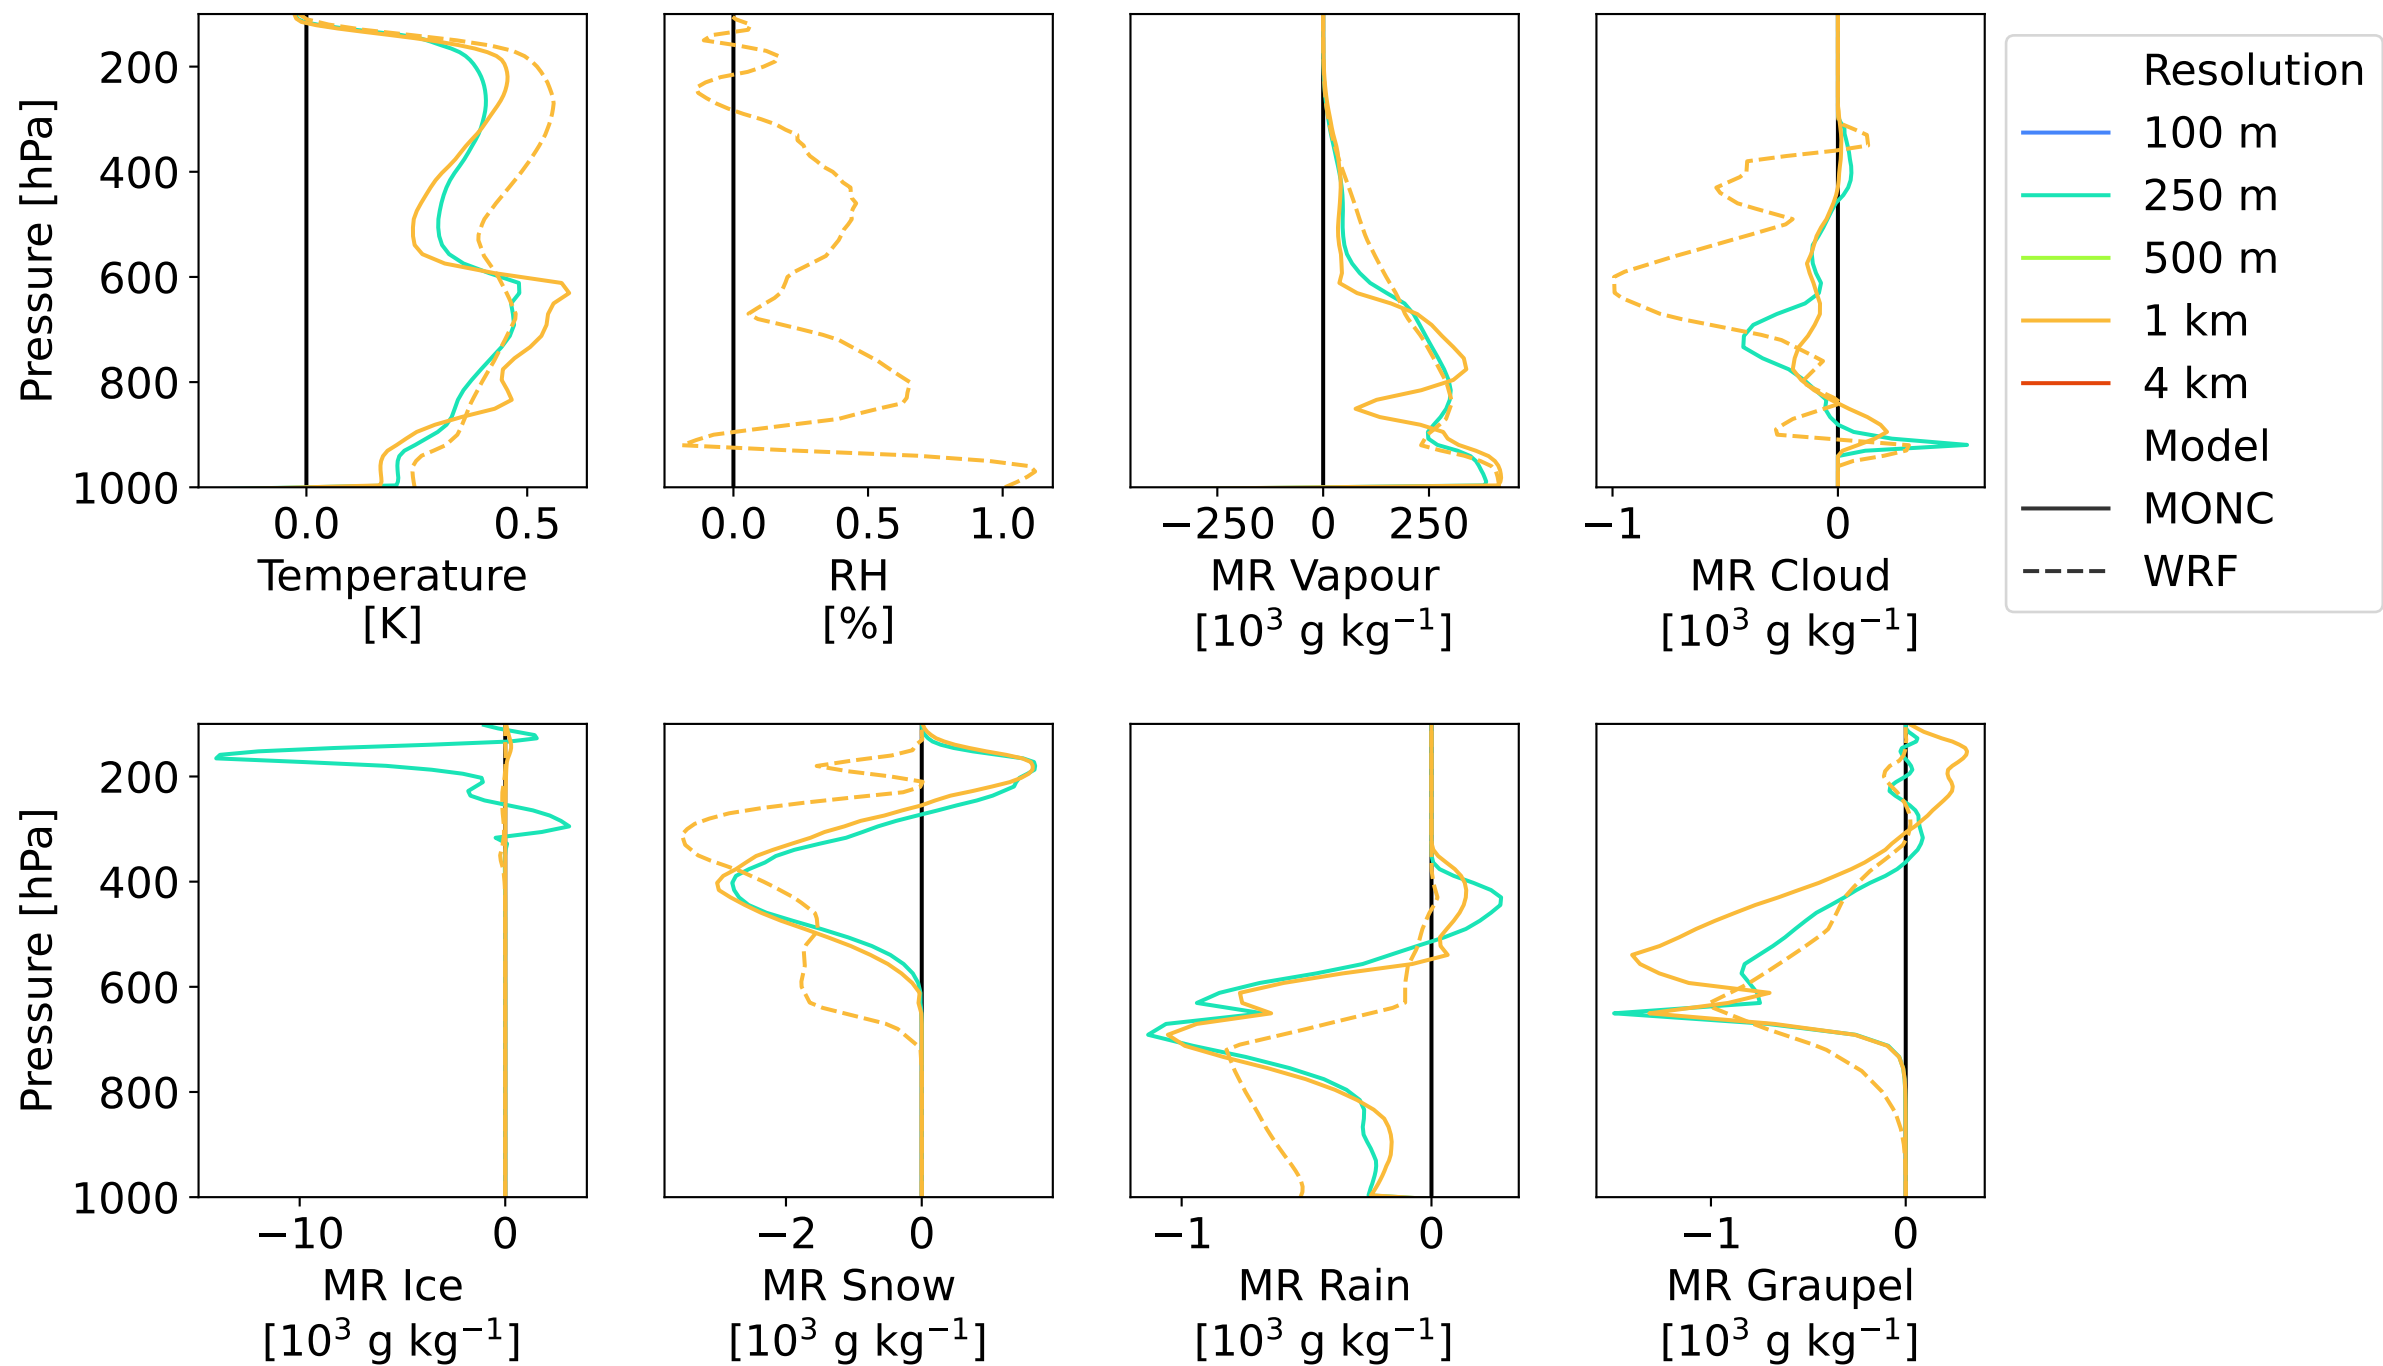 200
400
600
800
1000
Pressure [hPa]
0.0 0.5
Temperature
[K]
0.0 0.5 1.0
RH
[%]
−250 0 250
MR Vapour
[10³ g kg⁻¹]
−1 0
MR Cloud
[10³ g kg⁻¹]
Resolution
100 m
250 m
500 m
1 km
4 km
Model
MONC
WRF
200
400
600
800
1000
Pressure [hPa]
−10 0
MR Ice
[10³ g kg⁻¹]
−2 0
MR Snow
[10³ g kg⁻¹]
−1 0
MR Rain
[10³ g kg⁻¹]
−1 0
MR Graupel
[10³ g kg⁻¹]